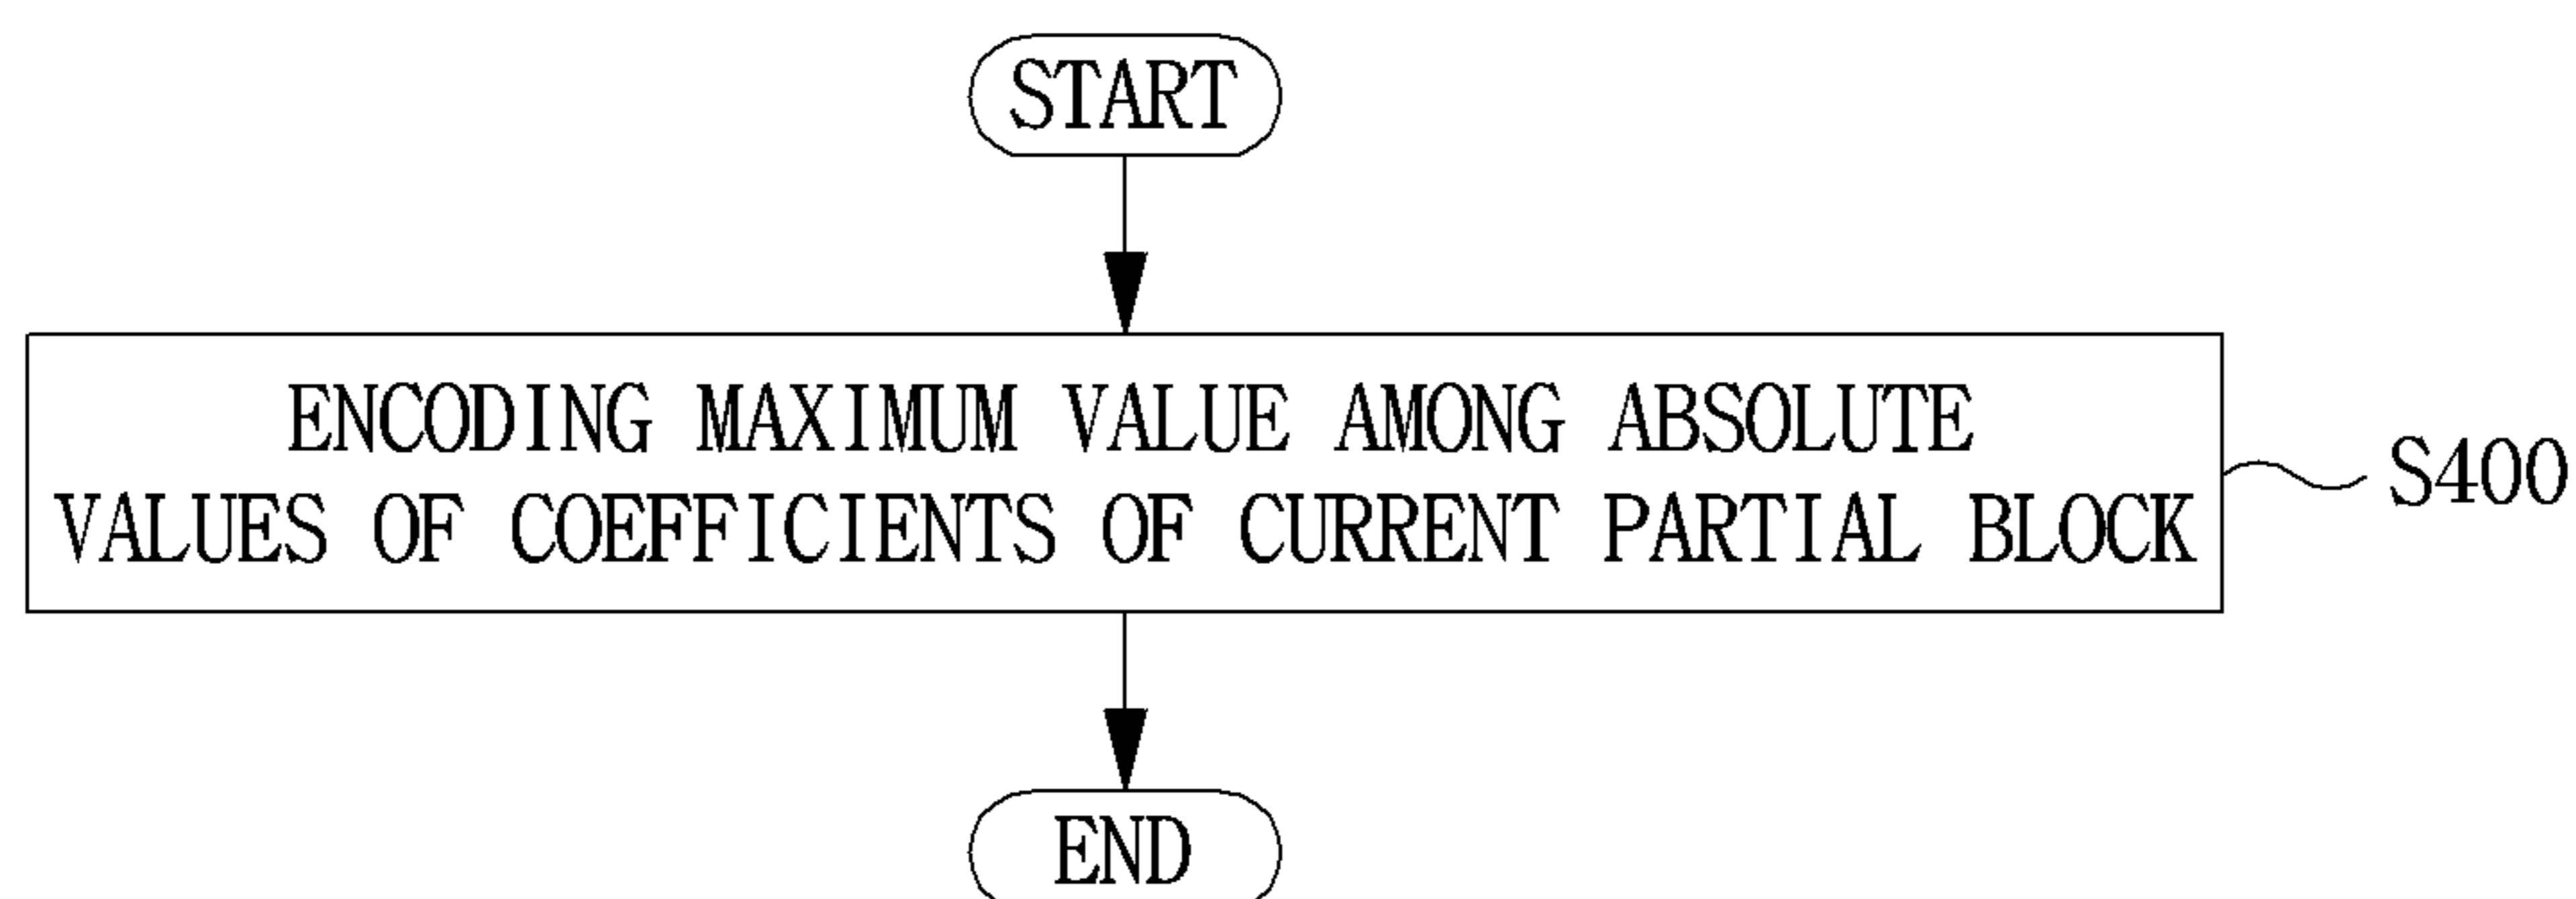 START
ENCODING MAXIMUM VALUE AMONG ABSOLUTE
VALUES OF COEFFICIENTS OF CURRENT PARTIAL BLOCK
S400
END